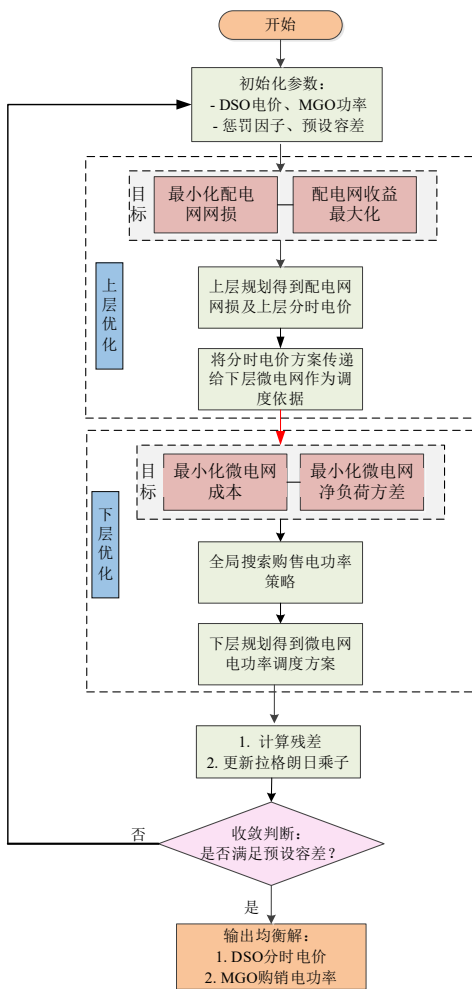 开始
初始化参数：
- DSO电价、MGO功率
- 惩罚因子、预设容差
目
标
最小化配电
网网损
配电网收益
最大化
上
层
优
化
上层规划得到配电网
网损及上层分时电价
将分时电价方案传递
给下层微电网作为调
度依据
目
标
最小化微电网
成本
最小化微电网
净负荷方差
下
层
优
化
全局搜索购售电功率
策略
下层规划得到微电网
电功率调度方案
1. 计算残差
2. 更新拉格朗日乘子
否
收敛判断：
是否满足预设容差？
是
输出均衡解：
1. DSO分时电价
2. MGO购销电功率